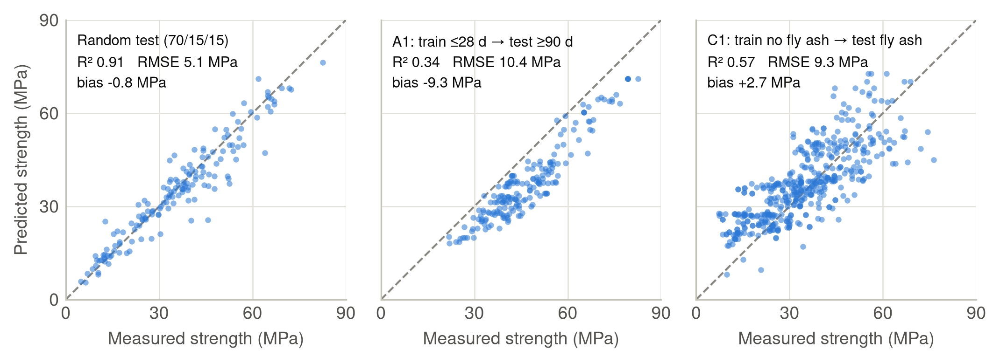 Random test (70/15/15)
R² 0.91 RMSE 5.1 MPa
bias -0.8 MPa
A1: train ≤28 d → test ≥90 d
R² 0.34 RMSE 10.4 MPa
bias -9.3 MPa
C1: train no fly ash → test fly ash
R² 0.57 RMSE 9.3 MPa
bias +2.7 MPa
Predicted strength (MPa)
90
60
30
0
0 30 60 90
0 30 60 90
0 30 60 90
Measured strength (MPa)
Measured strength (MPa)
Measured strength (MPa)